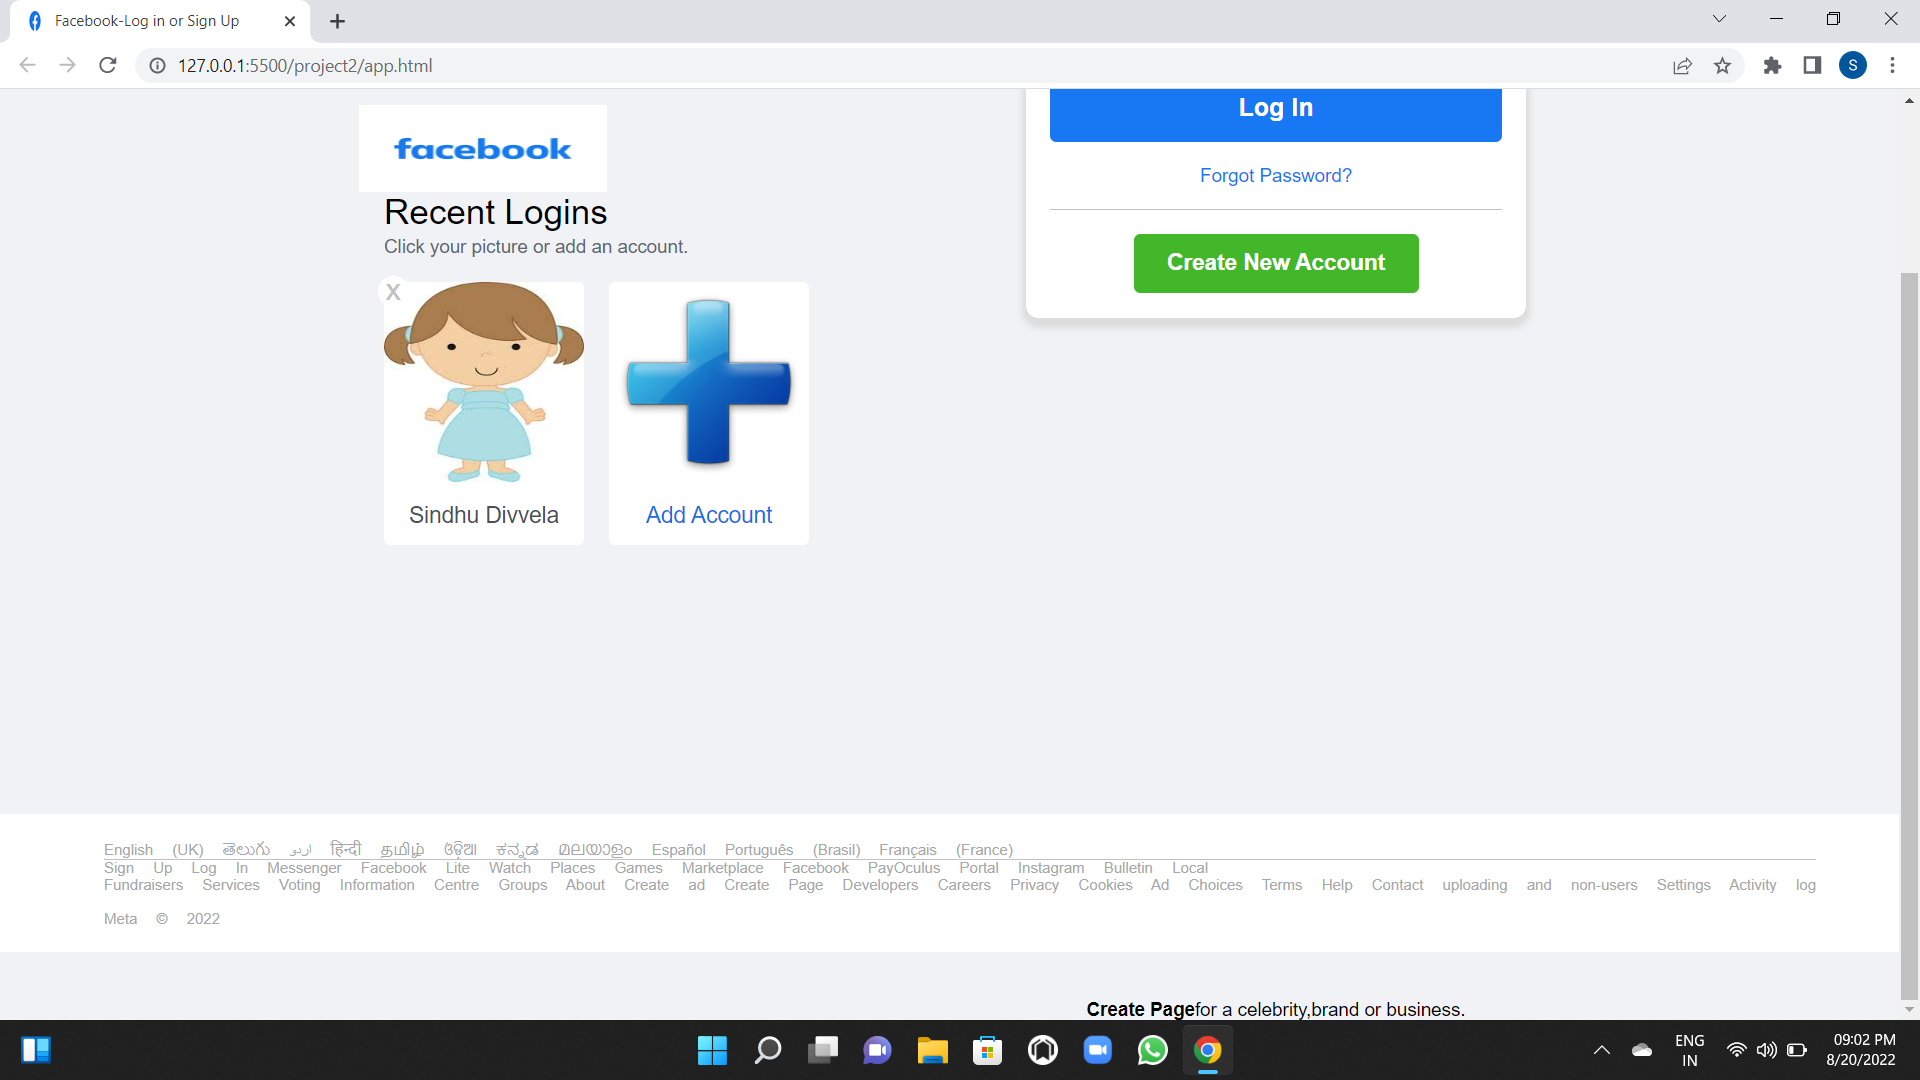 Facebook-Log in or Sign Up
127.0.0.1:5500/project2/app.html
S
facebook
Log In
Forgot Password?
Create New Account
Recent Logins
Click your picture or add an account.
X
Sindhu Divvela
Add Account
English (UK) తెలుగు اردو हिन्दी தமிழ் ଓଡ଼ିଆ ಕನ್ನಡ മലയാളം Español Português (Brasil) Français (France)
Sign Up Log In Messenger Facebook Lite Watch Places Games Marketplace Facebook PayOculus Portal Instagram Bulletin Local
Fundraisers Services Voting Information Centre Groups About Create ad Create Page Developers Careers Privacy Cookies Ad Choices Terms Help Contact uploading and non-users Settings Activity log
Meta © 2022
Create Pagefor a celebrity,brand or business.
ENG
IN
09:02 PM
8/20/2022